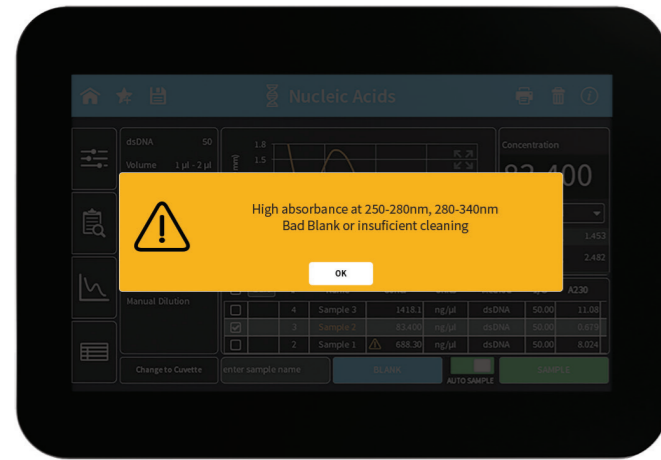 Nucleic Acids
dsDNA 50
Volume 1 µl - 2 µl
1.8
1.5
Concentration
High absorbance at 250-280nm, 280-340nm
Bad Blank or insuficient cleaning
OK
1.453
2.482
A230
Manual Dilution
4 Sample 3 1418.1 ng/µl dsDNA 50.00 11.08
3 Sample 2 83.400 ng/µl dsDNA 50.00 0.679
2 Sample 1 688.30 ng/µl dsDNA 50.00 8.024
Change to Cuvette enter sample name BLANK AUTO SAMPLE SAMPLE